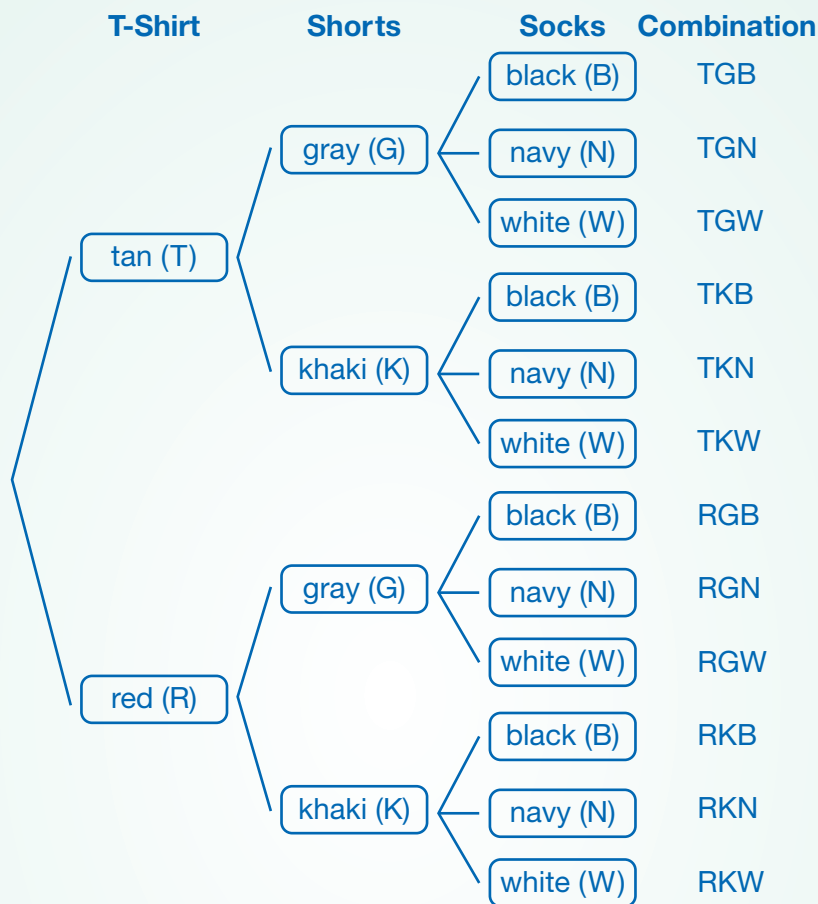 T-Shirt Shorts Socks Combination
black (B) TGB
gray (G) navy (N) TGN
white (W) TGW
tan (T)
black (B) TKB
khaki (K) navy (N) TKN
white (W) TKW
black (B) RGB
gray (G) navy (N) RGN
white (W) RGW
red (R)
black (B) RKB
khaki (K) navy (N) RKN
white (W) RKW